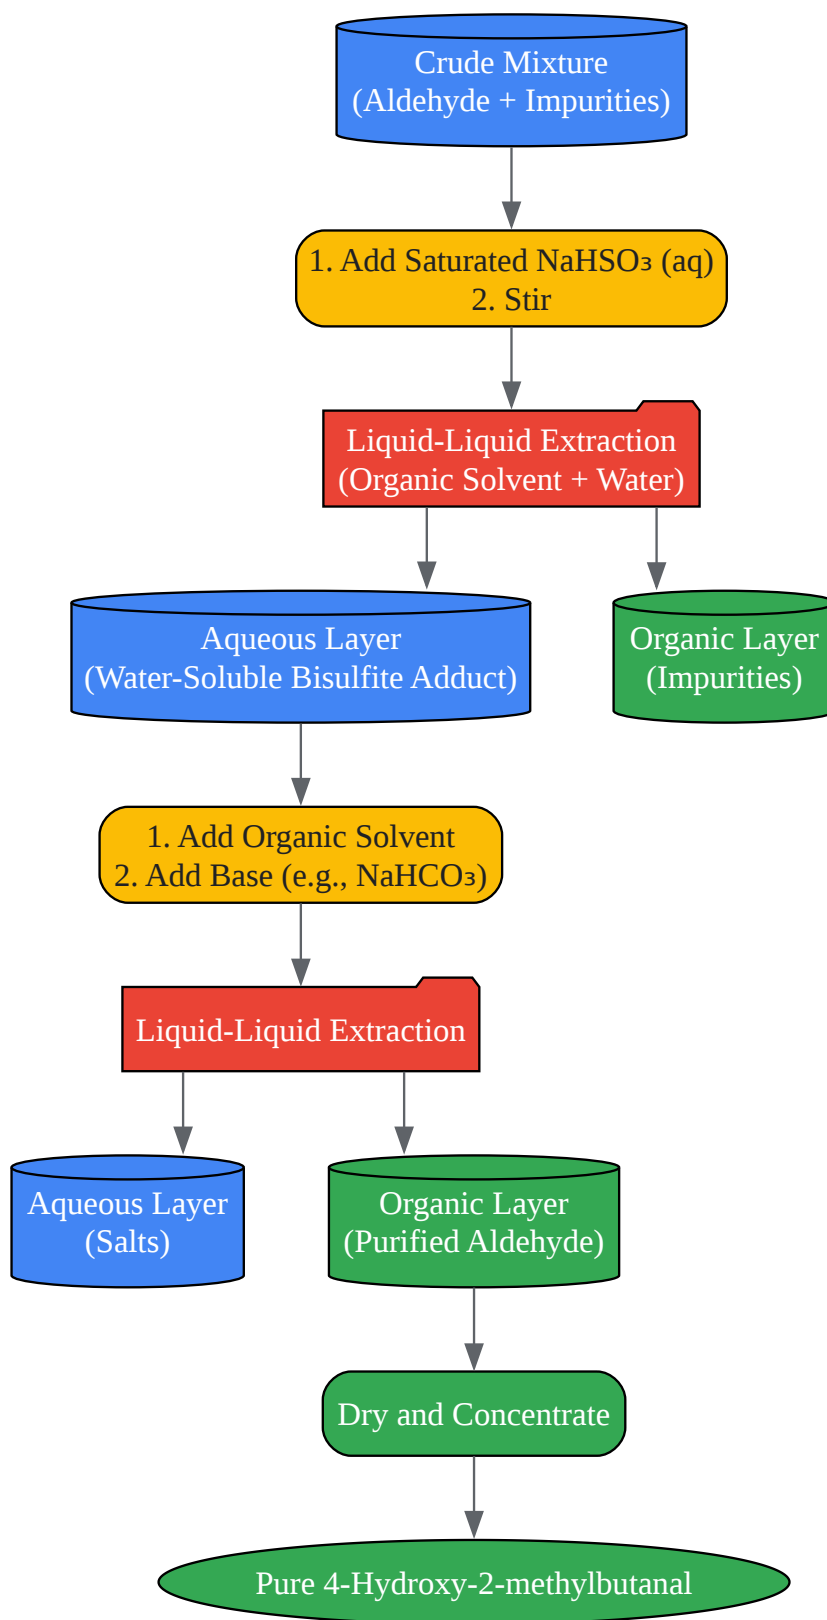 Crude Mixture
(Aldehyde + Impurities)
1. Add Saturated NaHSO₃ (aq)
2. Stir
Liquid-Liquid Extraction
(Organic Solvent + Water)
Aqueous Layer
(Water-Soluble Bisulfite Adduct)
Organic Layer
(Impurities)
1. Add Organic Solvent
2. Add Base (e.g., NaHCO₃)
Liquid-Liquid Extraction
Aqueous Layer
(Salts)
Organic Layer
(Purified Aldehyde)
Dry and Concentrate
Pure 4-Hydroxy-2-methylbutanal